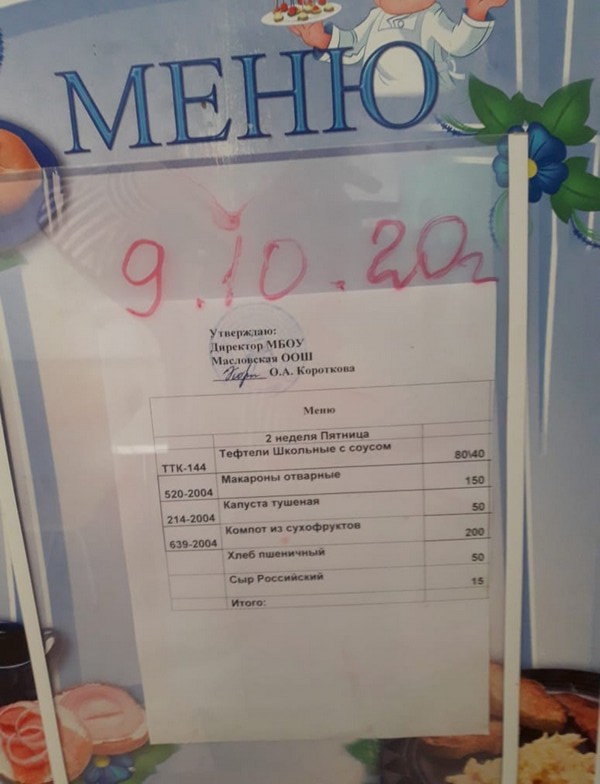 МЕНЮ
9.10.20г
Утверждаю:
Директор МБОУ
Масловская ООШ
О.А. Короткова
Меню
2 неделя Пятница
ТТК-144 Тефтели Школьные с соусом 80\40
520-2004 Макароны отварные 150
214-2004 Капуста тушеная 50
639-2004 Компот из сухофруктов 200
Хлеб пшеничный 50
Сыр Российский 15
Итого: